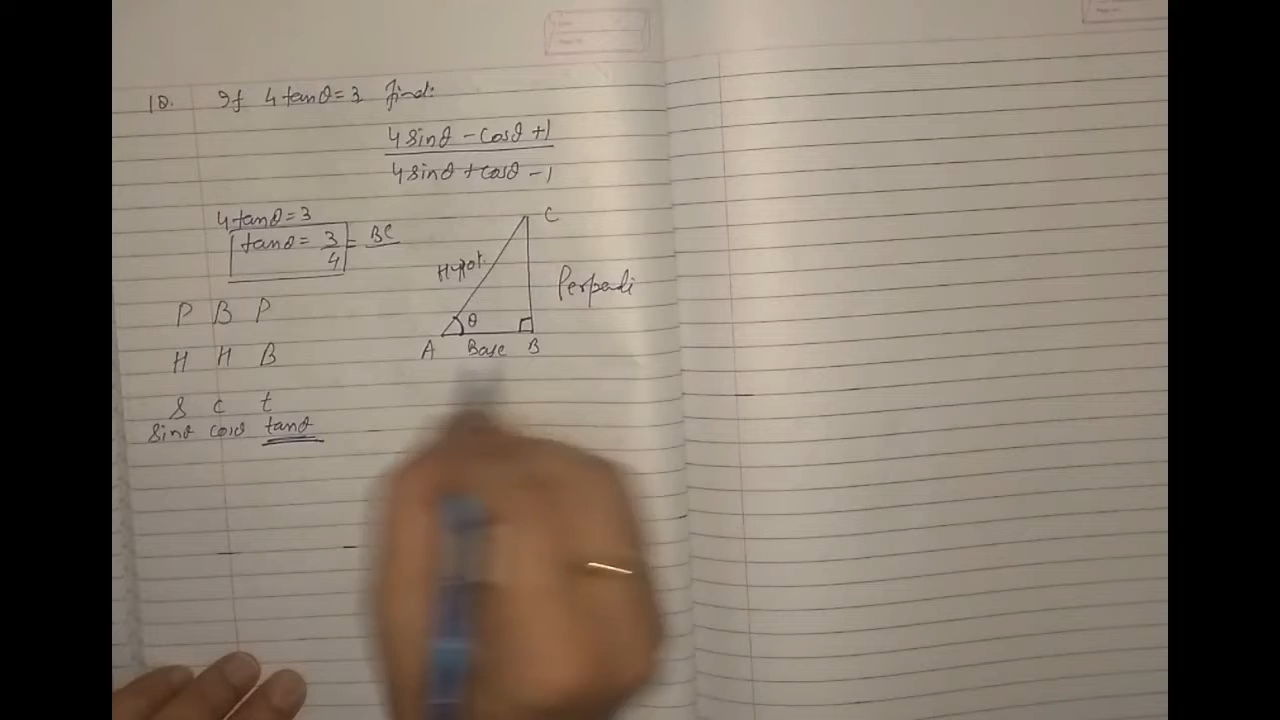 10. If 4 tanθ = 3 find:
4 sinθ - cosθ + 1
4 sinθ + cosθ - 1
4 tanθ = 3
tanθ = 3/4 = BC
P B P
H H B
S C t
sinθ cosθ tanθ
C
Hypot.
Perpendi
θ
A Base B